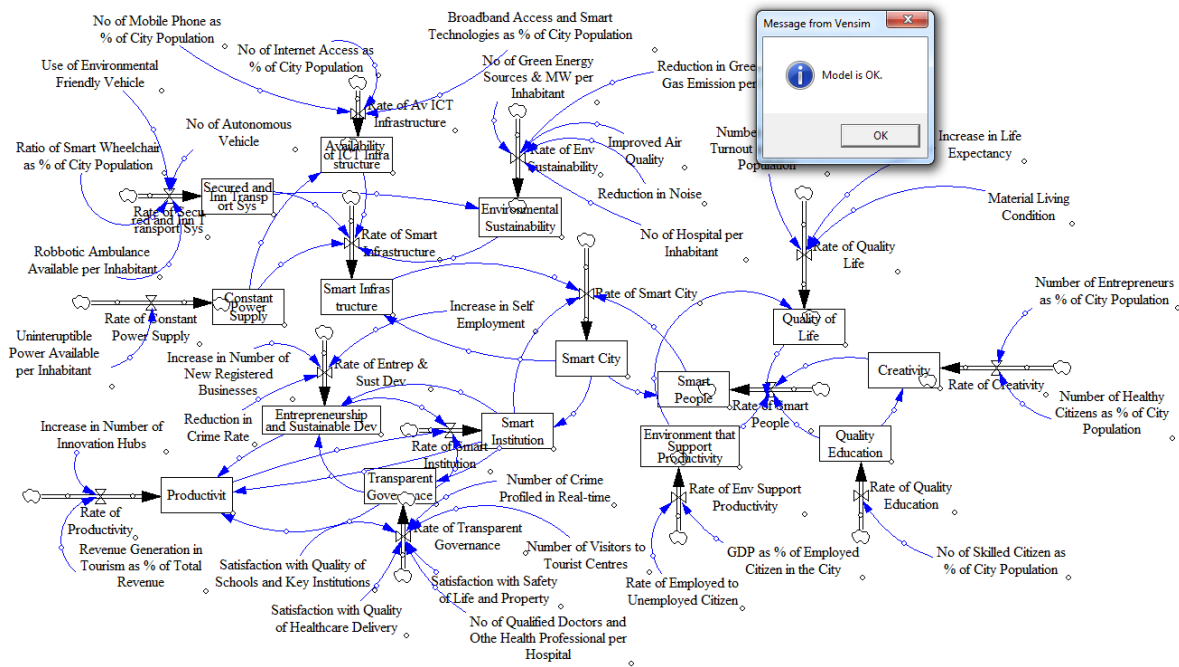 No of Mobile Phone as
% of City Population
No of Internet Access as
% of City Population
Broadband Access and Smart
Technologies as % of City Population
Message from Vensim
Model is OK.
OK
Use of Environmental
Friendly Vehicle
No of Green Energy
Sources & MW per
Inhabitant
Reduction in Gree
Gas Emission per
Rate of Av ICT
Infrastructure
No of Autonomous
Vehicle
Availability
of ICT Infra
structure
Rate of Env
Sustainability
Improved Air
Quality
Number
Turnout
Population
Increase in Life
Expectancy
Ratio of Smart Wheelchair
as % of City Population
Secured and
Inn Transp
ort Sys
Rate of Secu
red and Inn T
ransport Sys
Reduction in Noise
Environmental
Sustainability
Material Living
Condition
Robbotic Ambulance
Available per Inhabitant
Rate of Smart
Infrastructure
No of Hospital per
Inhabitant
Rate of Quality
Life
Smart Infras
tructure
Rate of Smart City
Number of Entrepreneurs
as % of City Population
Constant
Power
Supply
Rate of Constant
Power Supply
Increase in Self
Employment
Quality of
Life
Uninteruptible
Power Available
per Inhabitant
Increase in Number of
New Registered
Businesses
Rate of Entrep &
Sust Dev
Smart City
Smart
People
Rate of Smart
People
Creativity
Rate of Creativity
Number of Healthy
Citizens as % of City
Population
Reduction in
Crime Rate
Entrepreneurship
and Sustainable Dev
Increase in Number of
Innovation Hubs
Rate of Smart
Institution
Smart
Institution
Environment that
Support
Productivity
Quality
Education
Productivit
Rate of
Productivity
Transparent
Governance
Number of Crime
Profiled in Real-time
Rate of Env Support
Productivity
Rate of Quality
Education
Rate of Transparent
Governance
Revenue Generation in
Tourism as % of Total
Revenue
Satisfaction with Quality of
Schools and Key Institutions
Number of Visitors to
Tourist Centres
GDP as % of Employed
Citizen in the City
No of Skilled Citizen as
% of City Population
Satisfaction with Safety
of Life and Property
Rate of Employed to
Unemployed Citizen
Satisfaction with Quality
of Healthcare Delivery
No of Qualified Doctors and
Othe Health Professional per
Hospital